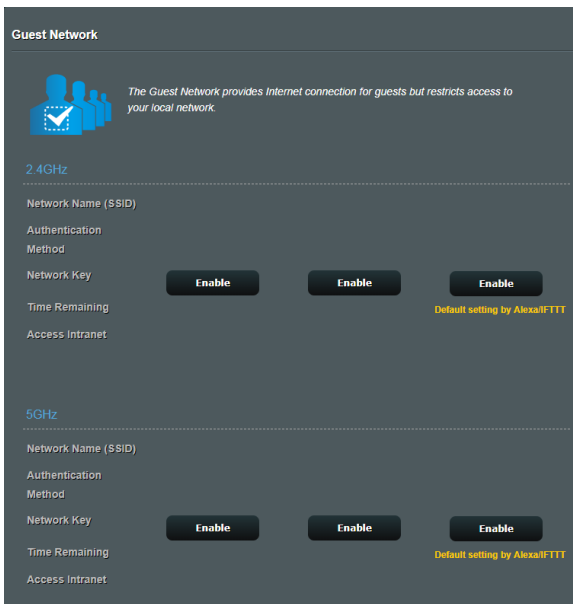 Guest Network
The Guest Network provides Internet connection for guests but restricts access to
your local network.
2.4GHz
Network Name (SSID)
Authentication
Method
Network Key
Enable Enable Enable
Time Remaining
Default setting by Alexa/IFTTT
Access Intranet
5GHz
Network Name (SSID)
Authentication
Method
Network Key
Enable Enable Enable
Time Remaining
Default setting by Alexa/IFTTT
Access Intranet